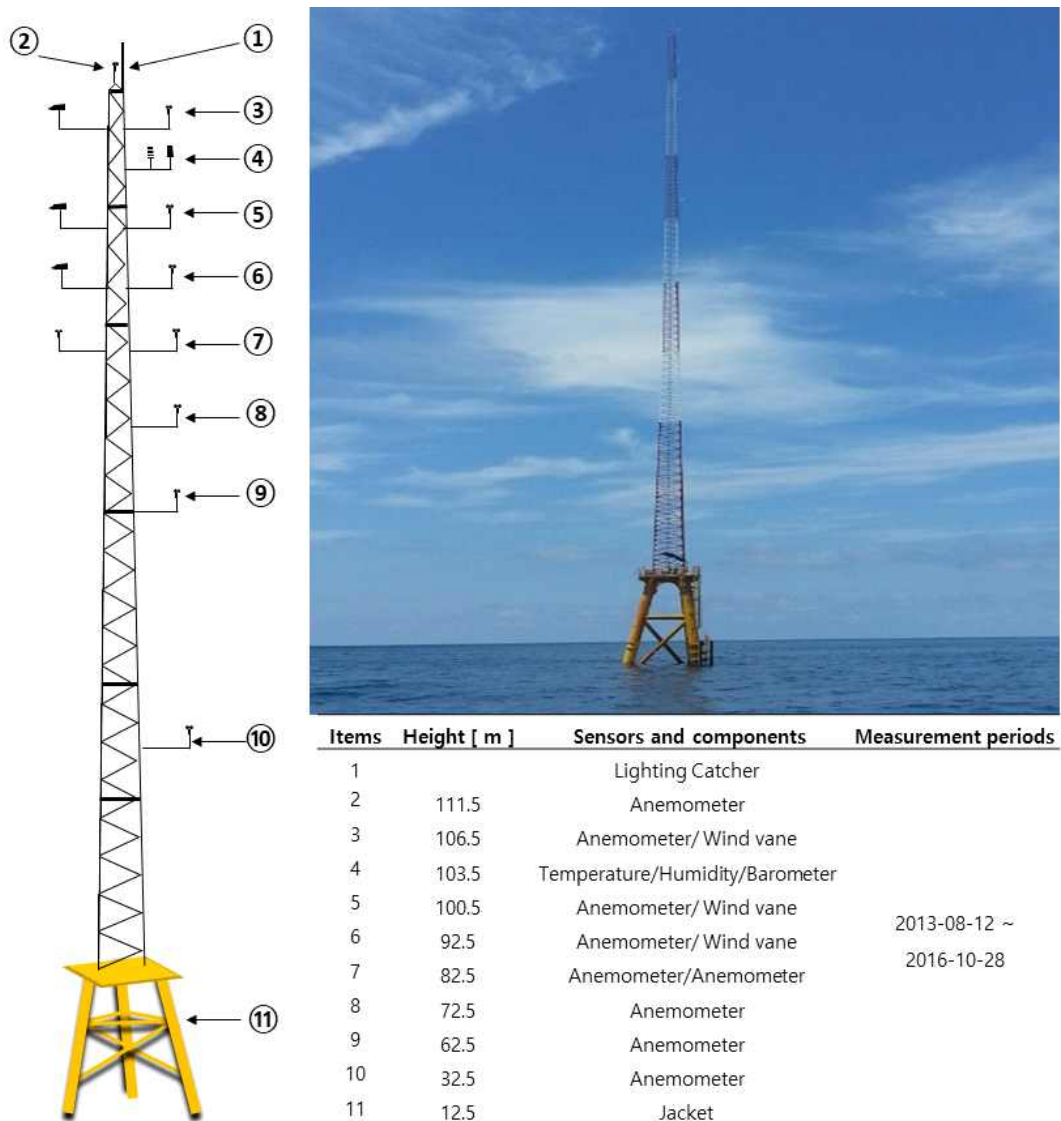 ②
①
③
④
⑤
⑥
⑦
⑧
⑨
⑩
⑪
Items Height [ m ] Sensors and components Measurement periods
1 Lighting Catcher
2 111.5 Anemometer
3 106.5 Anemometer/ Wind vane
4 103.5 Temperature/Humidity/Barometer
5 100.5 Anemometer/ Wind vane
2013-08-12 ~
6 92.5 Anemometer/ Wind vane
2016-10-28
7 82.5 Anemometer/Anemometer
8 72.5 Anemometer
9 62.5 Anemometer
10 32.5 Anemometer
11 12.5 Jacket